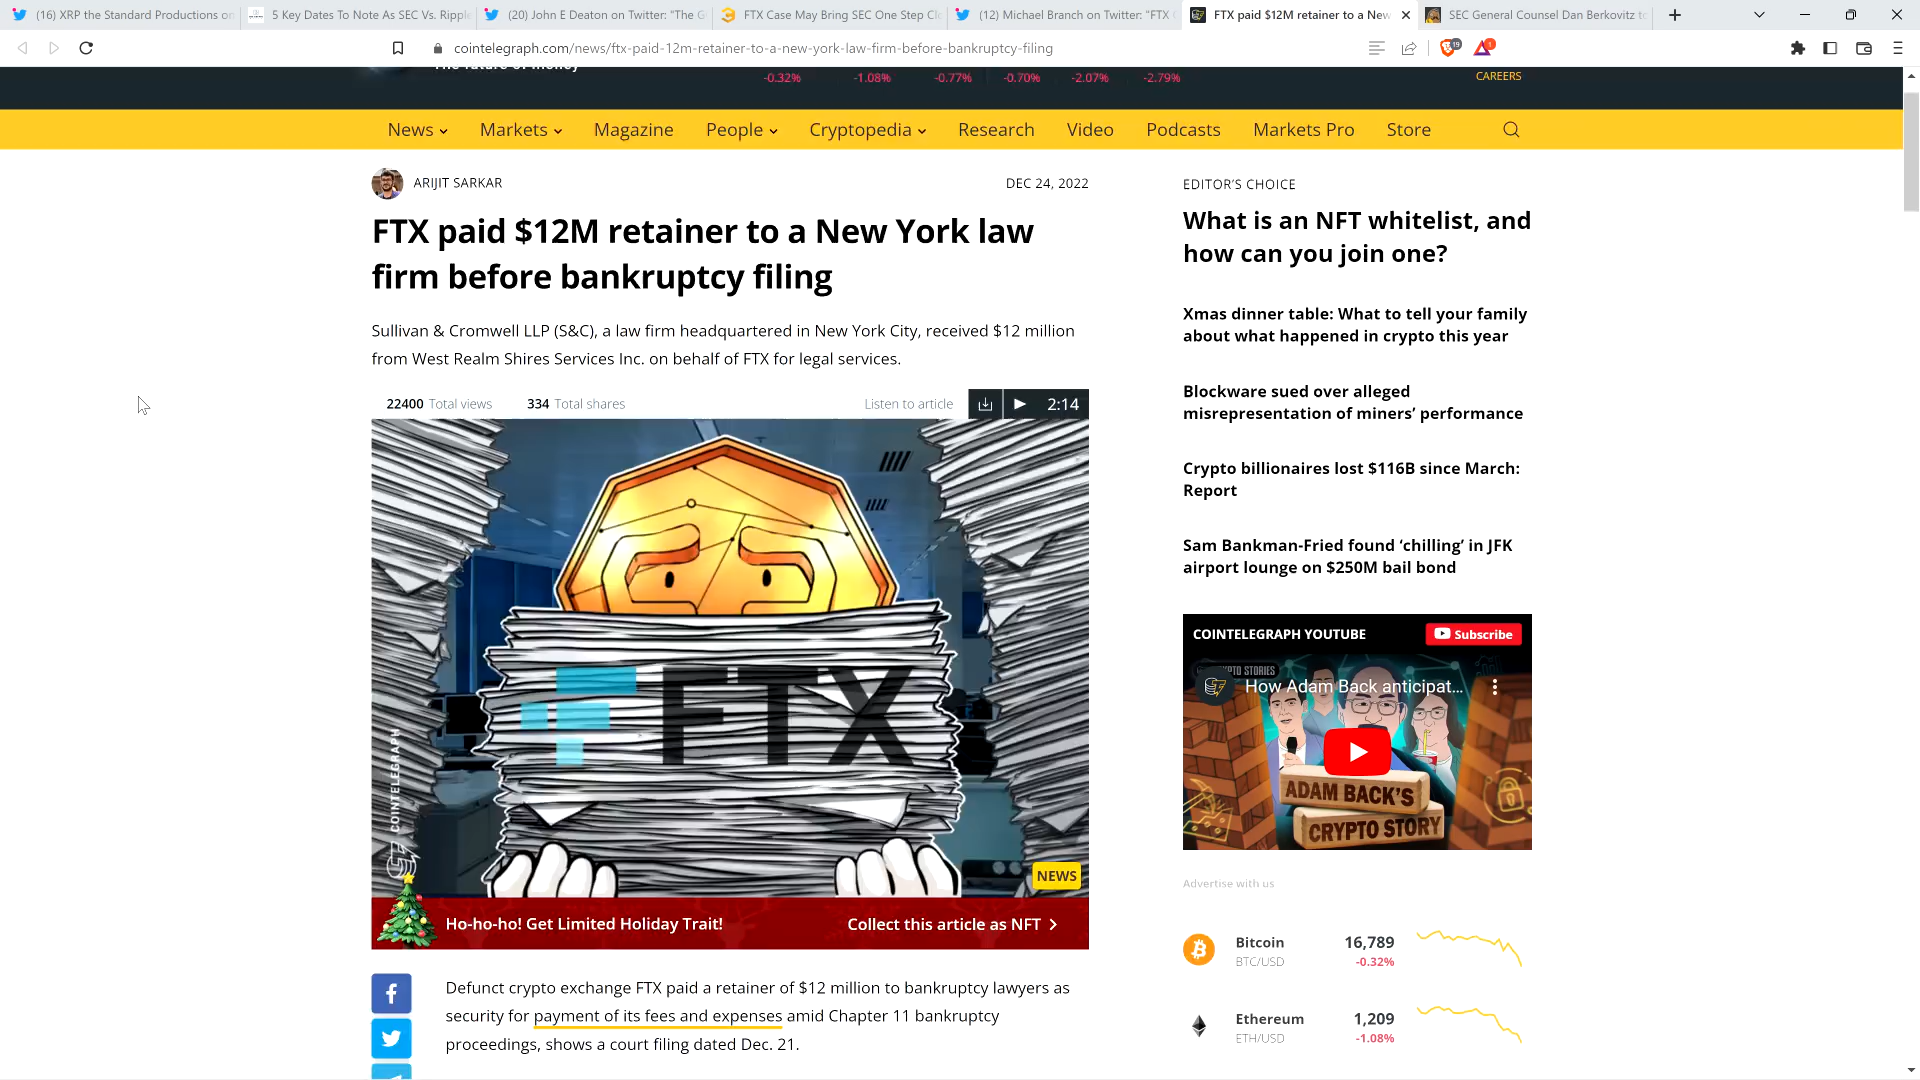 (16) XRP the Standard Productions on
5 Key Dates To Note As SEC Vs. Ripple
(20) John E Deaton on Twitter: "The G
FTX Case May Bring SEC One Step Cl
(12) Michael Branch on Twitter: "FTX
FTX paid $12M retainer to a New
SEC General Counsel Dan Berkovitz to
cointelegraph.com/news/ftx-paid-12m-retainer-to-a-new-york-law-firm-before-bankruptcy-filing
19
1
The future of money
-0.32% -1.08% -0.77% -0.70% -2.07% -2.79%
CAREERS
News Markets Magazine People Cryptopedia Research Video Podcasts Markets Pro Store
ARIJIT SARKAR
DEC 24, 2022
FTX paid $12M retainer to a New York law
firm before bankruptcy filing
Sullivan & Cromwell LLP (S&C), a law firm headquartered in New York City, received $12 million
from West Realm Shires Services Inc. on behalf of FTX for legal services.
22400 Total views 334 Total shares
Listen to article 2:14
FTX
COINTELEGRAPH
NEWS
Ho-ho-ho! Get Limited Holiday Trait!
Collect this article as NFT
Defunct crypto exchange FTX paid a retainer of $12 million to bankruptcy lawyers as
security for payment of its fees and expenses amid Chapter 11 bankruptcy
proceedings, shows a court filing dated Dec. 21.
EDITOR'S CHOICE
What is an NFT whitelist, and
how can you join one?
Xmas dinner table: What to tell your family
about what happened in crypto this year
Blockware sued over alleged
misrepresentation of miners' performance
Crypto billionaires lost $116B since March:
Report
Sam Bankman-Fried found 'chilling' in JFK
airport lounge on $250M bail bond
COINTELEGRAPH YOUTUBE
Subscribe
CRYPTO STORIES
How Adam Back anticipat...
ADAM BACK'S
CRYPTO STORY
Advertise with us
Bitcoin 16,789
BTC/USD -0.32%
Ethereum 1,209
ETH/USD -1.08%